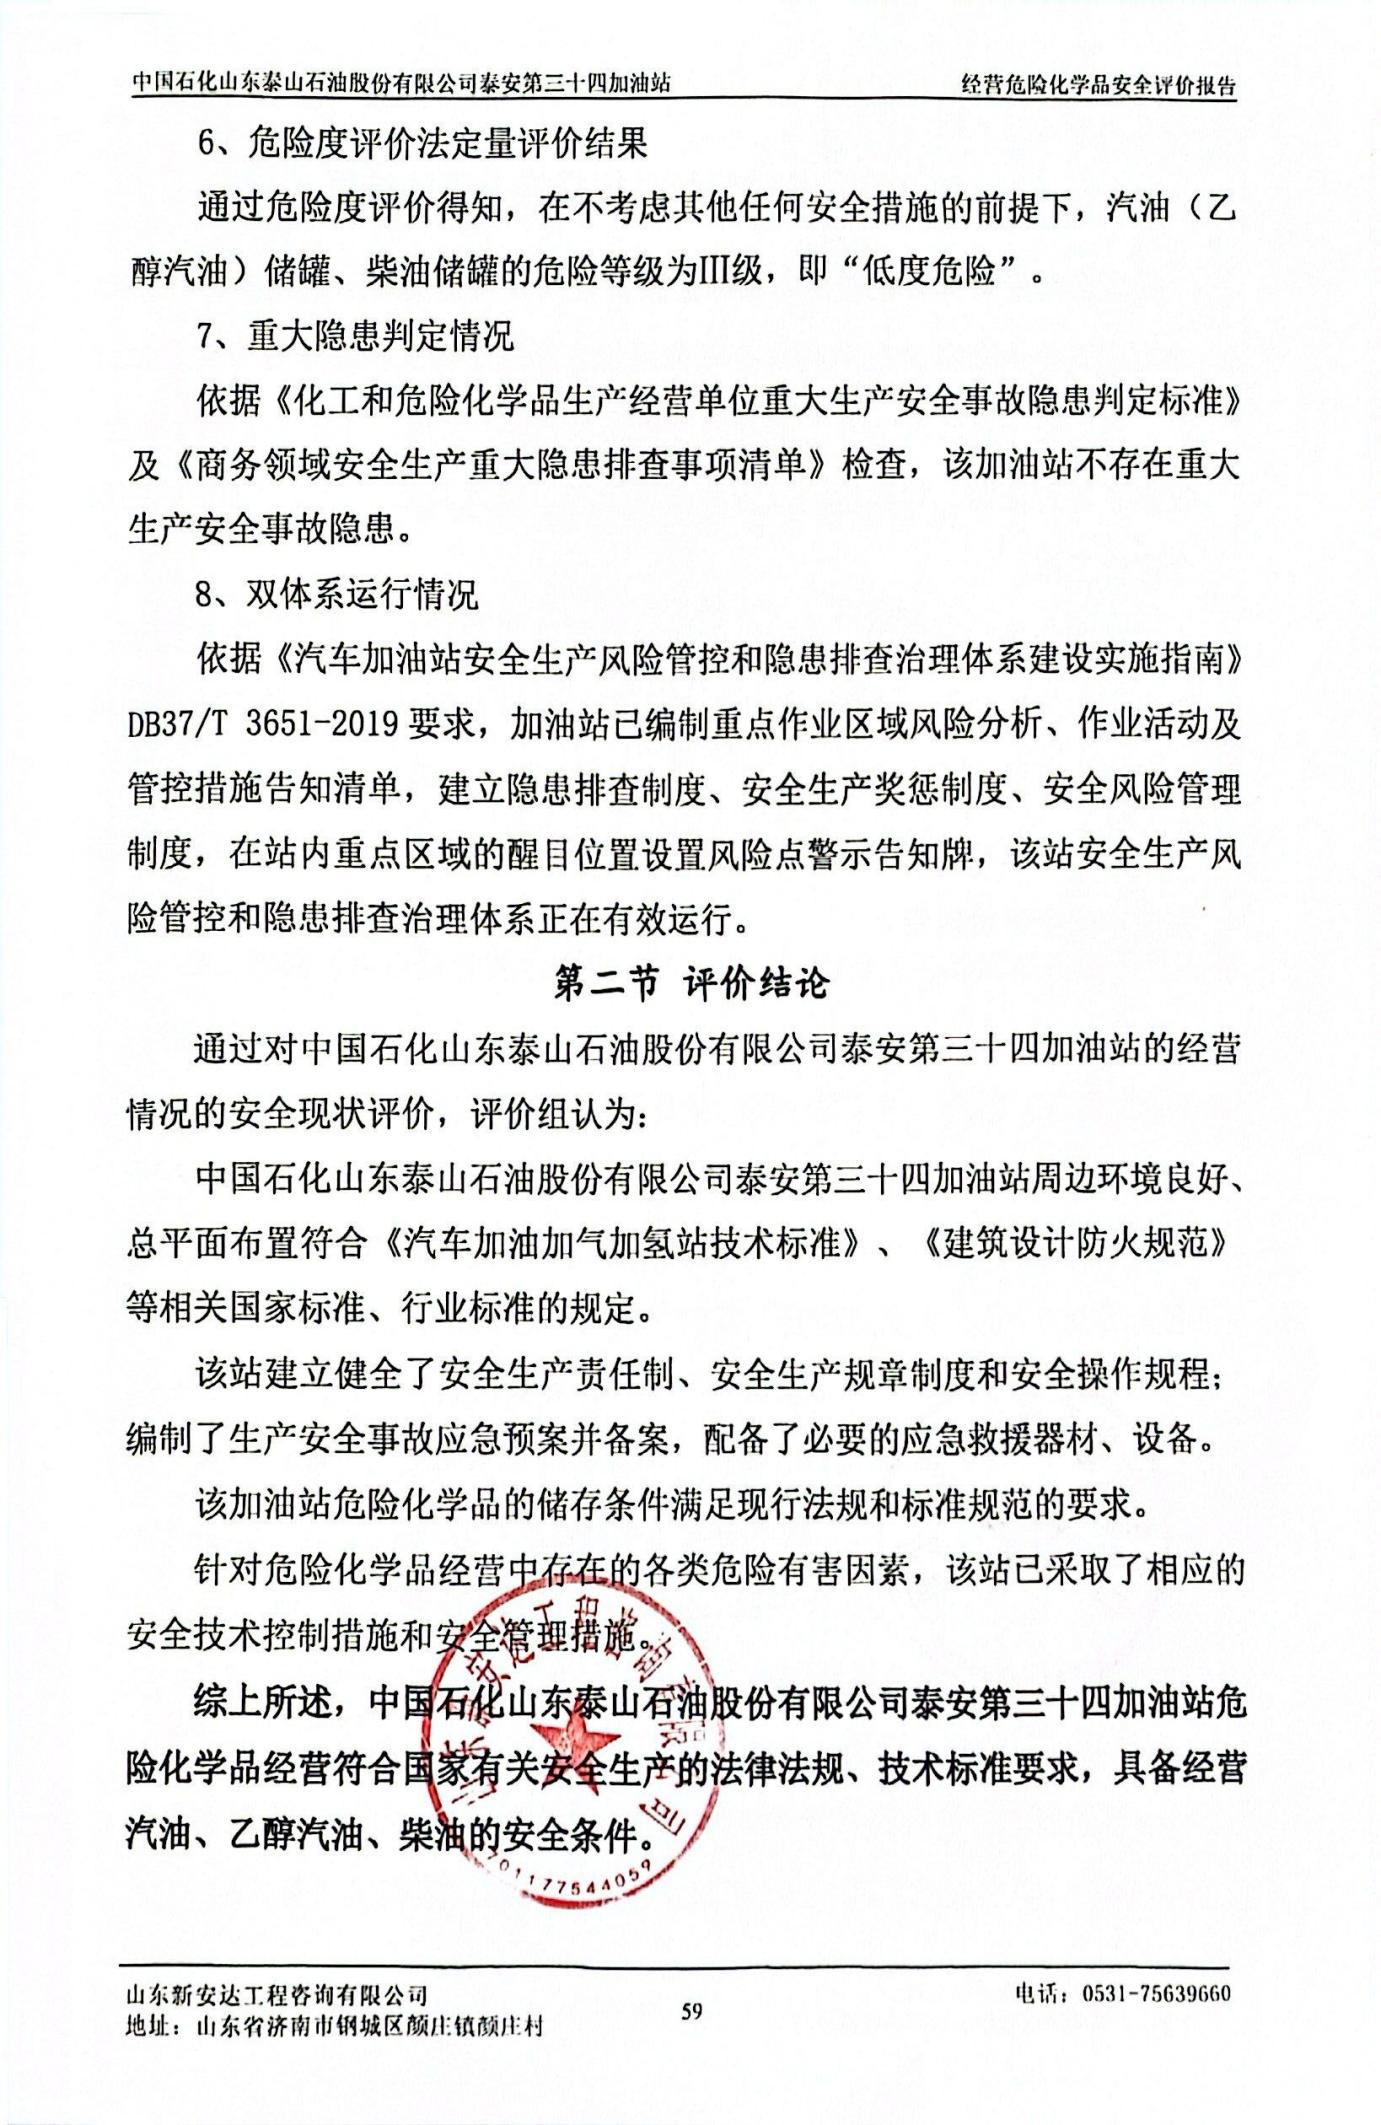 中国石化山东泰山石油股份有限公司泰安第三十四加油站 经营危险化学品安全评价报告
6、危险度评价法定量评价结果
通过危险度评价得知，在不考虑其他任何安全措施的前提下，汽油（乙
醇汽油）储罐、柴油储罐的危险等级为III级，即“低度危险”。
7、重大隐患判定情况
依据《化工和危险化学品生产经营单位重大生产安全事故隐患判定标准》
及《商务领域安全生产重大隐患排查事项清单》检查，该加油站不存在重大
生产安全事故隐患。
8、双体系运行情况
依据《汽车加油站安全生产风险管控和隐患排查治理体系建设实施指南》
DB37/T 3651-2019要求，加油站已编制重点作业区域风险分析、作业活动及
管控措施告知清单，建立隐患排查制度、安全生产奖惩制度、安全风险管理
制度，在站内重点区域的醒目位置设置风险点警示告知牌，该站安全生产风
险管控和隐患排查治理体系正在有效运行。
第二节 评价结论
通过对中国石化山东泰山石油股份有限公司泰安第三十四加油站的经营
情况的安全现状评价，评价组认为：
中国石化山东泰山石油股份有限公司泰安第三十四加油站周边环境良好、
总平面布置符合《汽车加油加气加氢站技术标准》、《建筑设计防火规范》
等相关国家标准、行业标准的规定。
该站建立健全了安全生产责任制、安全生产规章制度和安全操作规程；
编制了生产安全事故应急预案并备案，配备了必要的应急救援器材、设备。
该加油站危险化学品的储存条件满足现行法规和标准规范的要求。
针对危险化学品经营中存在的各类危险有害因素，该站已采取了相应的
安全技术控制措施和安全管理措施。
综上所述，中国石化山东泰山石油股份有限公司泰安第三十四加油站危
险化学品经营符合国家有关安全生产的法律法规、技术标准要求，具备经营
汽油、乙醇汽油、柴油的安全条件。
山东新安达工程咨询有限公司
701177544059
山东新安达工程咨询有限公司 电话：0531-75639660
地址：山东省济南市钢城区颜庄镇颜庄村
59